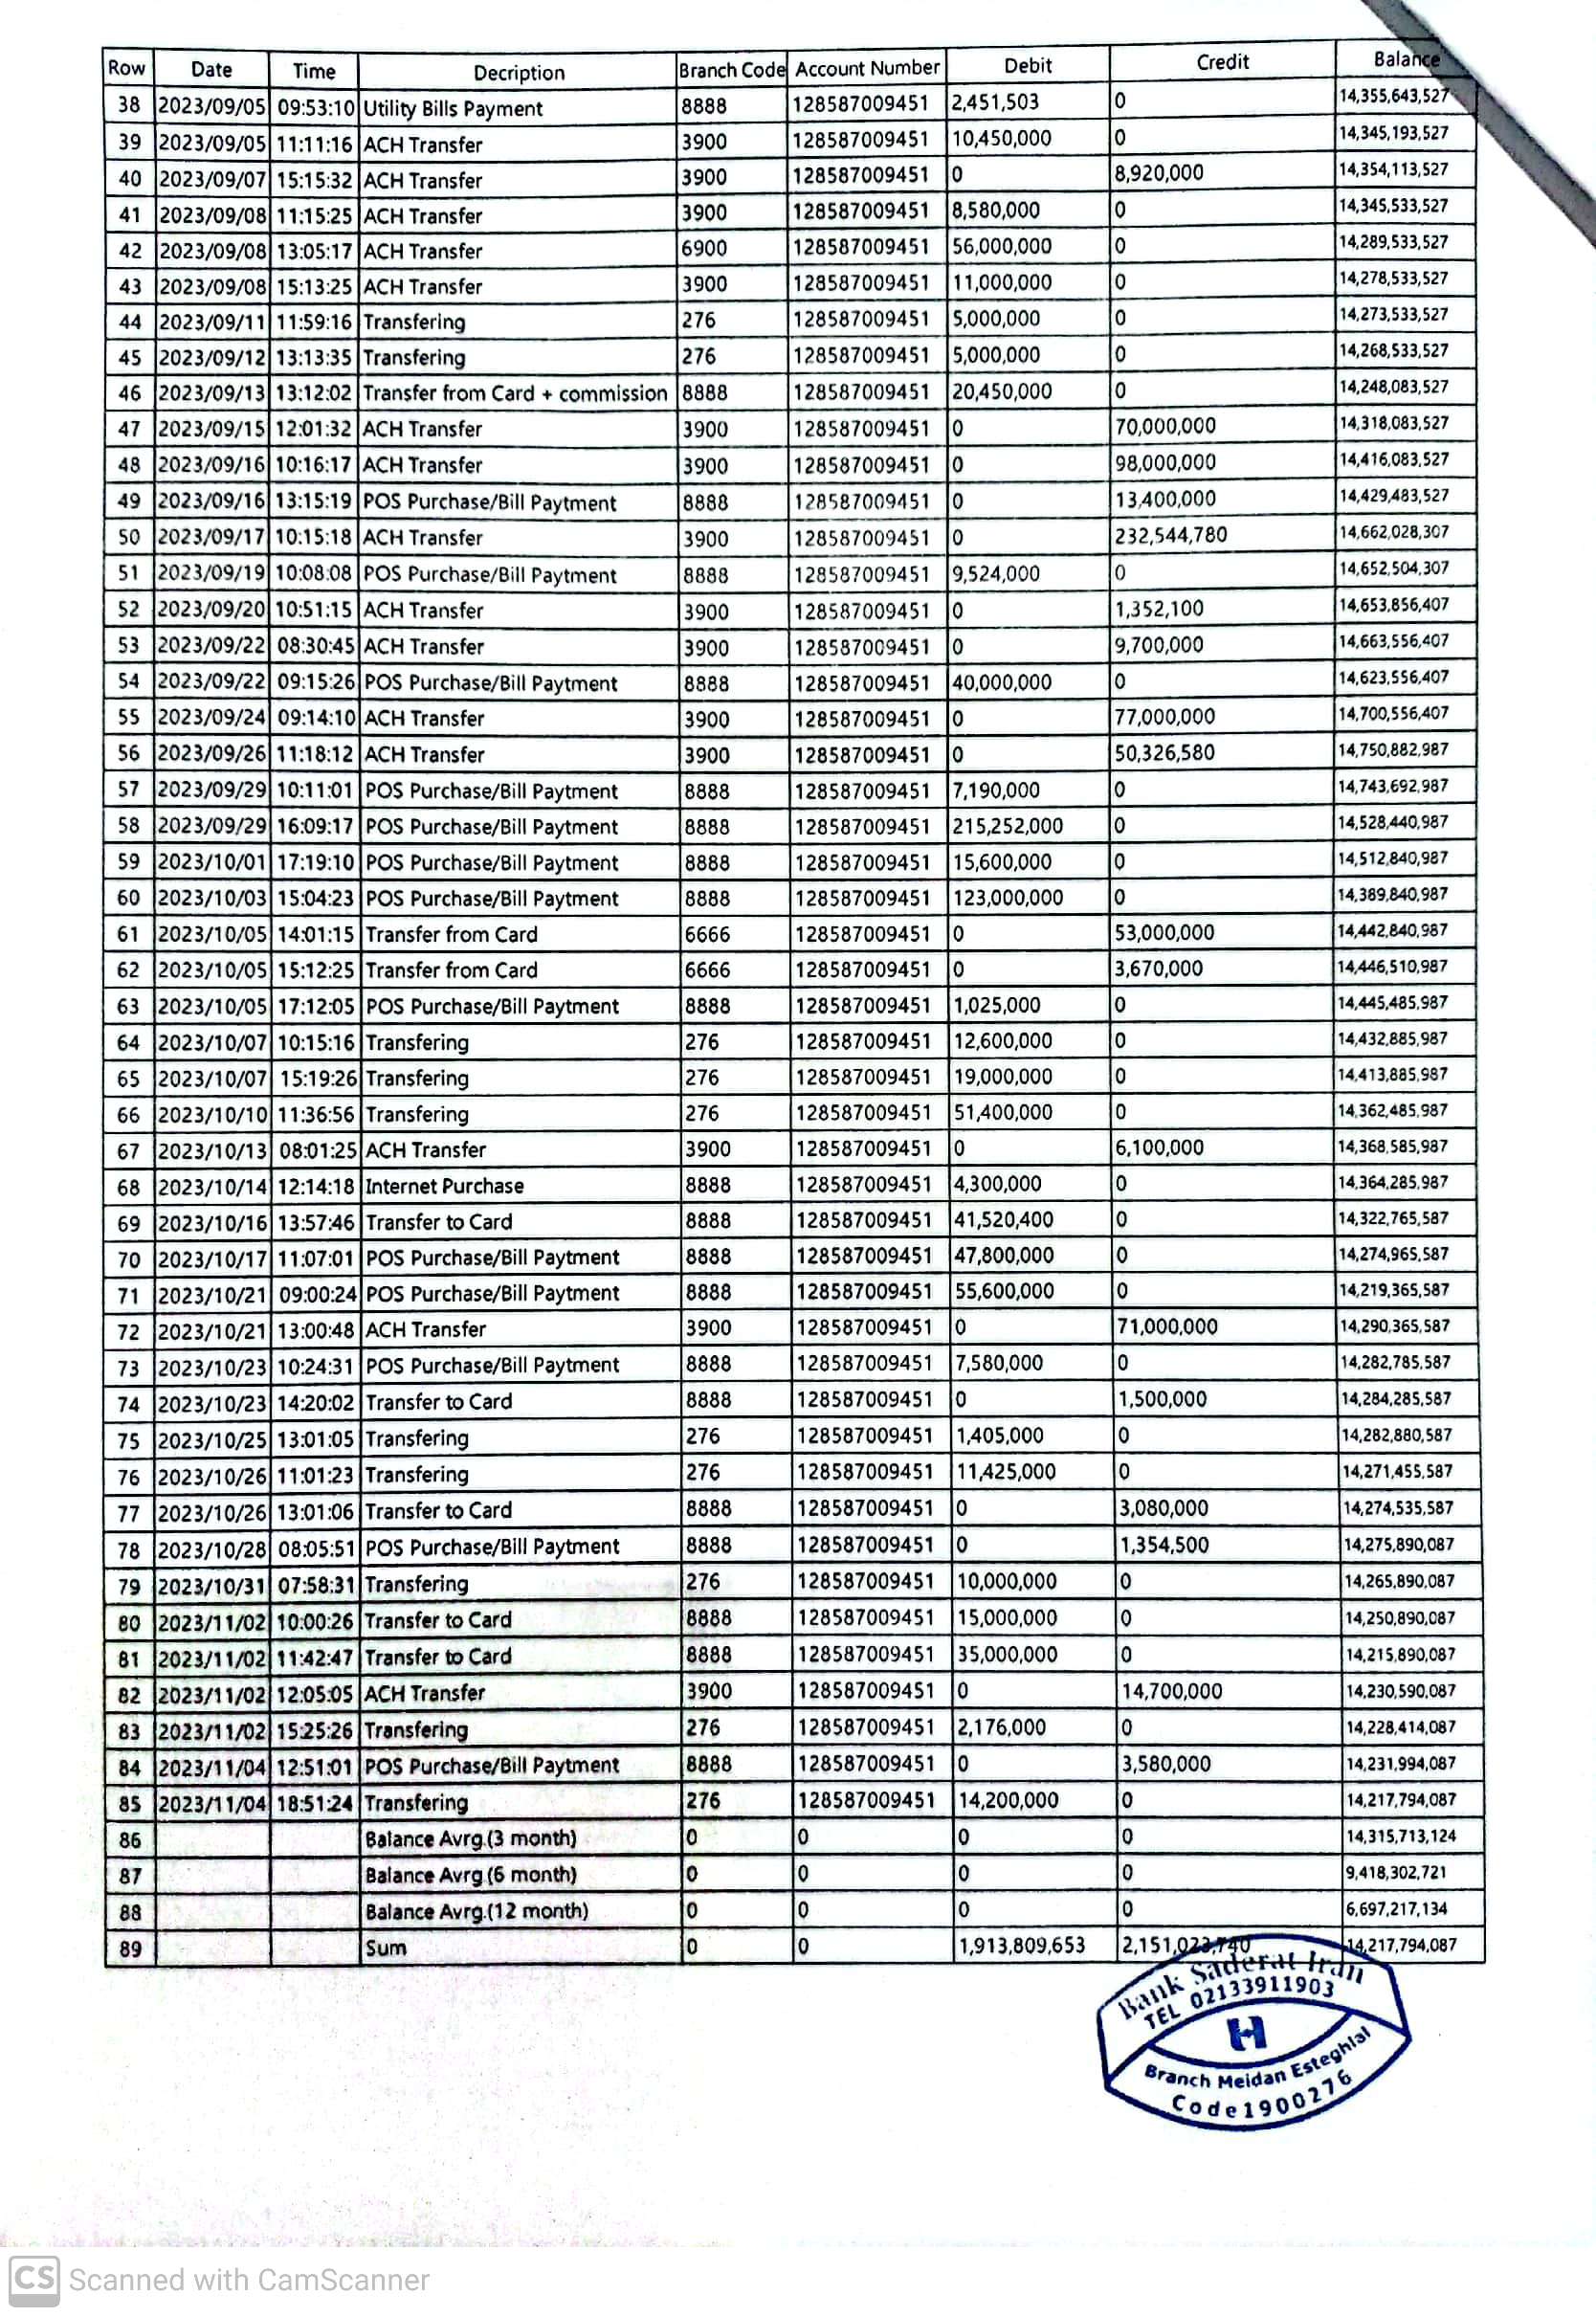 Row Date Time Decription Branch Code Account Number Debit Credit Balance
38 2023/09/05 09:53:10 Utility Bills Payment 8888 128587009451 2,451,503 0 14,355,643,527
39 2023/09/05 11:11:16 ACH Transfer 3900 128587009451 10,450,000 0 14,345,193,527
40 2023/09/07 15:15:32 ACH Transfer 3900 128587009451 0 8,920,000 14,354,113,527
41 2023/09/08 11:15:25 ACH Transfer 3900 128587009451 8,580,000 0 14,345,533,527
42 2023/09/08 13:05:17 ACH Transfer 6900 128587009451 56,000,000 0 14,289,533,527
43 2023/09/08 15:13:25 ACH Transfer 3900 128587009451 11,000,000 0 14,278,533,527
44 2023/09/11 11:59:16 Transfering 276 128587009451 5,000,000 0 14,273,533,527
45 2023/09/12 13:13:35 Transfering 276 128587009451 5,000,000 0 14,268,533,527
46 2023/09/13 13:12:02 Transfer from Card + commission 8888 128587009451 20,450,000 0 14,248,083,527
47 2023/09/15 12:01:32 ACH Transfer 3900 128587009451 0 70,000,000 14,318,083,527
48 2023/09/16 10:16:17 ACH Transfer 3900 128587009451 0 98,000,000 14,416,083,527
49 2023/09/16 13:15:19 POS Purchase/Bill Paytment 8888 128587009451 0 13,400,000 14,429,483,527
50 2023/09/17 10:15:18 ACH Transfer 3900 128587009451 0 232,544,780 14,662,028,307
51 2023/09/19 10:08:08 POS Purchase/Bill Paytment 8888 128587009451 9,524,000 0 14,652,504,307
52 2023/09/20 10:51:15 ACH Transfer 3900 128587009451 0 1,352,100 14,653,856,407
53 2023/09/22 08:30:45 ACH Transfer 3900 128587009451 0 9,700,000 14,663,556,407
54 2023/09/22 09:15:26 POS Purchase/Bill Paytment 8888 128587009451 40,000,000 0 14,623,556,407
55 2023/09/24 09:14:10 ACH Transfer 3900 128587009451 0 77,000,000 14,700,556,407
56 2023/09/26 11:18:12 ACH Transfer 3900 128587009451 0 50,326,580 14,750,882,987
57 2023/09/29 10:11:01 POS Purchase/Bill Paytment 8888 128587009451 7,190,000 0 14,743,692,987
58 2023/09/29 16:09:17 POS Purchase/Bill Paytment 8888 128587009451 215,252,000 0 14,528,440,987
59 2023/10/01 17:19:10 POS Purchase/Bill Paytment 8888 128587009451 15,600,000 0 14,512,840,987
60 2023/10/03 15:04:23 POS Purchase/Bill Paytment 8888 128587009451 123,000,000 0 14,389,840,987
61 2023/10/05 14:01:15 Transfer from Card 6666 128587009451 0 53,000,000 14,442,840,987
62 2023/10/05 15:12:25 Transfer from Card 6666 128587009451 0 3,670,000 14,446,510,987
63 2023/10/05 17:12:05 POS Purchase/Bill Paytment 8888 128587009451 1,025,000 0 14,445,485,987
64 2023/10/07 10:15:16 Transfering 276 128587009451 12,600,000 0 14,432,885,987
65 2023/10/07 15:19:26 Transfering 276 128587009451 19,000,000 0 14,413,885,987
66 2023/10/10 11:36:56 Transfering 276 128587009451 51,400,000 0 14,362,485,987
67 2023/10/13 08:01:25 ACH Transfer 3900 128587009451 0 6,100,000 14,368,585,987
68 2023/10/14 12:14:18 Internet Purchase 8888 128587009451 4,300,000 0 14,364,285,987
69 2023/10/16 13:57:46 Transfer to Card 8888 128587009451 41,520,400 0 14,322,765,587
70 2023/10/17 11:07:01 POS Purchase/Bill Paytment 8888 128587009451 47,800,000 0 14,274,965,587
71 2023/10/21 09:00:24 POS Purchase/Bill Paytment 8888 128587009451 55,600,000 0 14,219,365,587
72 2023/10/21 13:00:48 ACH Transfer 3900 128587009451 0 71,000,000 14,290,365,587
73 2023/10/23 10:24:31 POS Purchase/Bill Paytment 8888 128587009451 7,580,000 0 14,282,785,587
74 2023/10/23 14:20:02 Transfer to Card 8888 128587009451 0 1,500,000 14,284,285,587
75 2023/10/25 13:01:05 Transfering 276 128587009451 1,405,000 0 14,282,880,587
76 2023/10/26 11:01:23 Transfering 276 128587009451 11,425,000 0 14,271,455,587
77 2023/10/26 13:01:06 Transfer to Card 8888 128587009451 0 3,080,000 14,274,535,587
78 2023/10/28 08:05:51 POS Purchase/Bill Paytment 8888 128587009451 0 1,354,500 14,275,890,087
79 2023/10/31 07:58:31 Transfering 276 128587009451 10,000,000 0 14,265,890,087
80 2023/11/02 10:00:26 Transfer to Card 8888 128587009451 15,000,000 0 14,250,890,087
81 2023/11/02 11:42:47 Transfer to Card 8888 128587009451 35,000,000 0 14,215,890,087
82 2023/11/02 12:05:05 ACH Transfer 3900 128587009451 0 14,700,000 14,230,590,087
83 2023/11/02 15:25:26 Transfering 276 128587009451 2,176,000 0 14,228,414,087
84 2023/11/04 12:51:01 POS Purchase/Bill Paytment 8888 128587009451 0 3,580,000 14,231,994,087
85 2023/11/04 18:51:24 Transfering 276 128587009451 14,200,000 0 14,217,794,087
86 Balance Avrg.(3 month) 0 0 0 0 14,315,713,124
87 Balance Avrg.(6 month) 0 0 0 0 9,418,302,721
88 Balance Avrg.(12 month) 0 0 0 0 6,697,217,134
89 Sum 0 0 1,913,809,653 2,151,023,740 14,217,794,087
Bank Saderat Iran
TEL 02133911903
Branch Meidan Esteghlal
Code1900276
CS Scanned with CamScanner